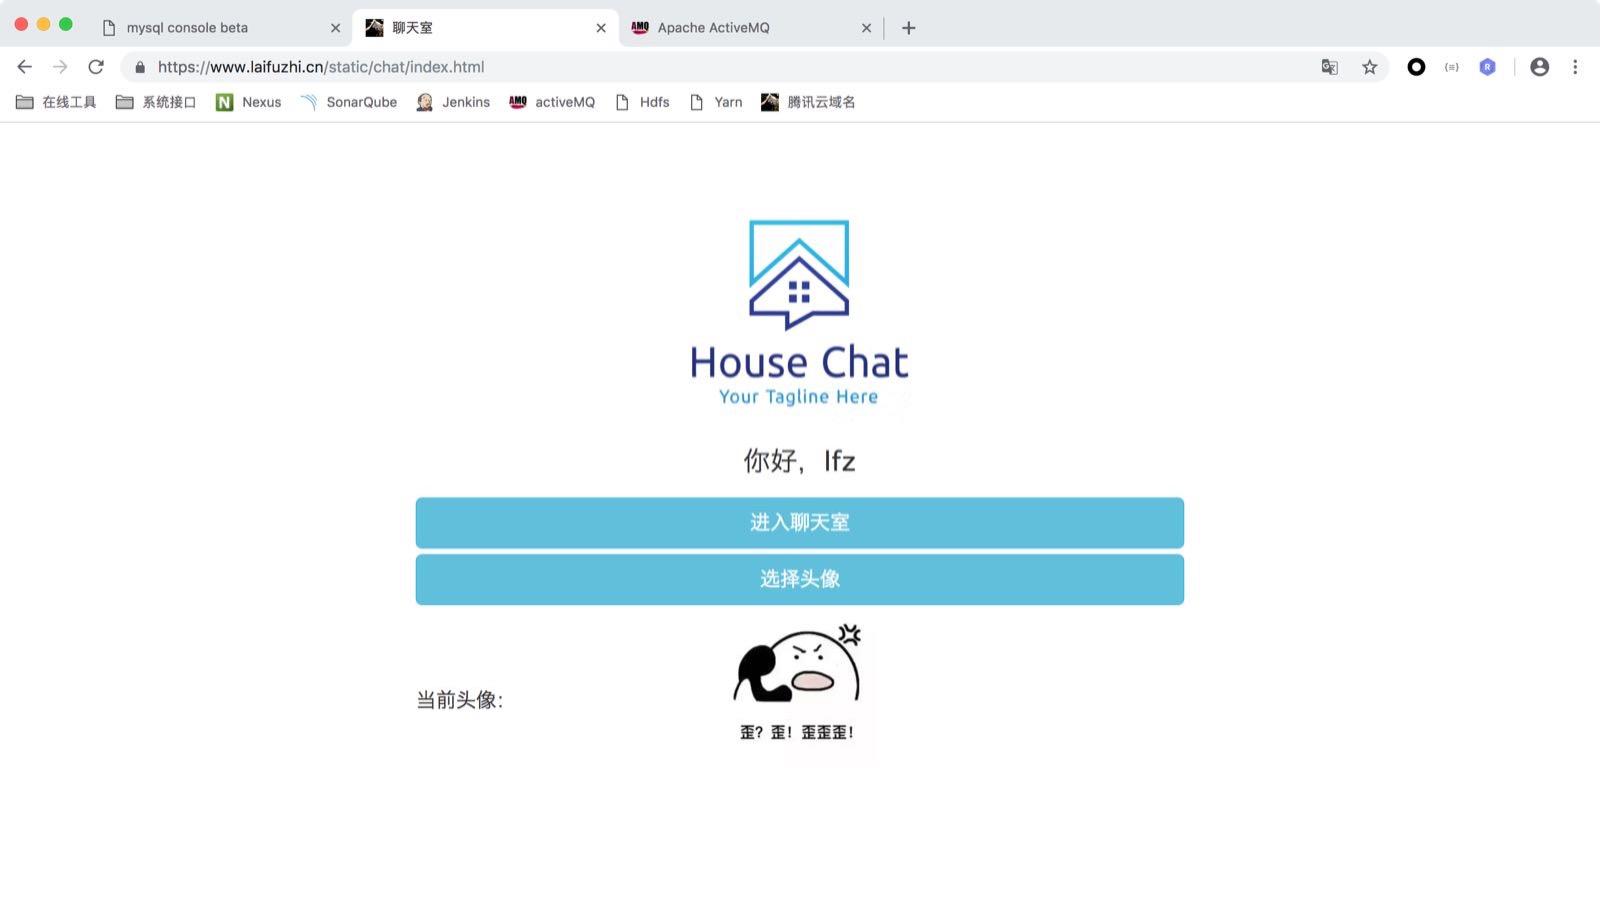 mysql console beta
聊天室
Apache ActiveMQ
https://www.laifuzhi.cn/static/chat/index.html
在线工具 系统接口 Nexus SonarQube Jenkins activeMQ Hdfs Yarn 腾讯云域名
House Chat
Your Tagline Here
你好，lfz
进入聊天室
选择头像
当前头像：
歪？歪！歪歪歪！